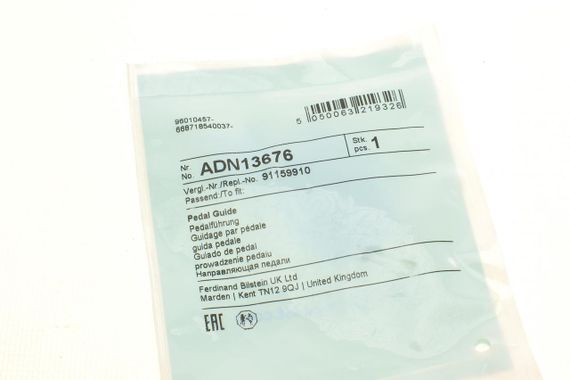 96010457-
668718540037-
5 050063 219326
Nr. No. ADN13676
Stk. pcs. 1
Vergl.-Nr./Repl.-No. 91159910
Passend:/To fit:
Pedal Guide
Pedalführung
Guidage par pédale
guida pedale
Guiado de pedal
prowadzenie pedału
Направляющая педали
Ferdinand Bilstein UK Ltd
Marden | Kent TN12 9QJ | United Kingdom
EAC